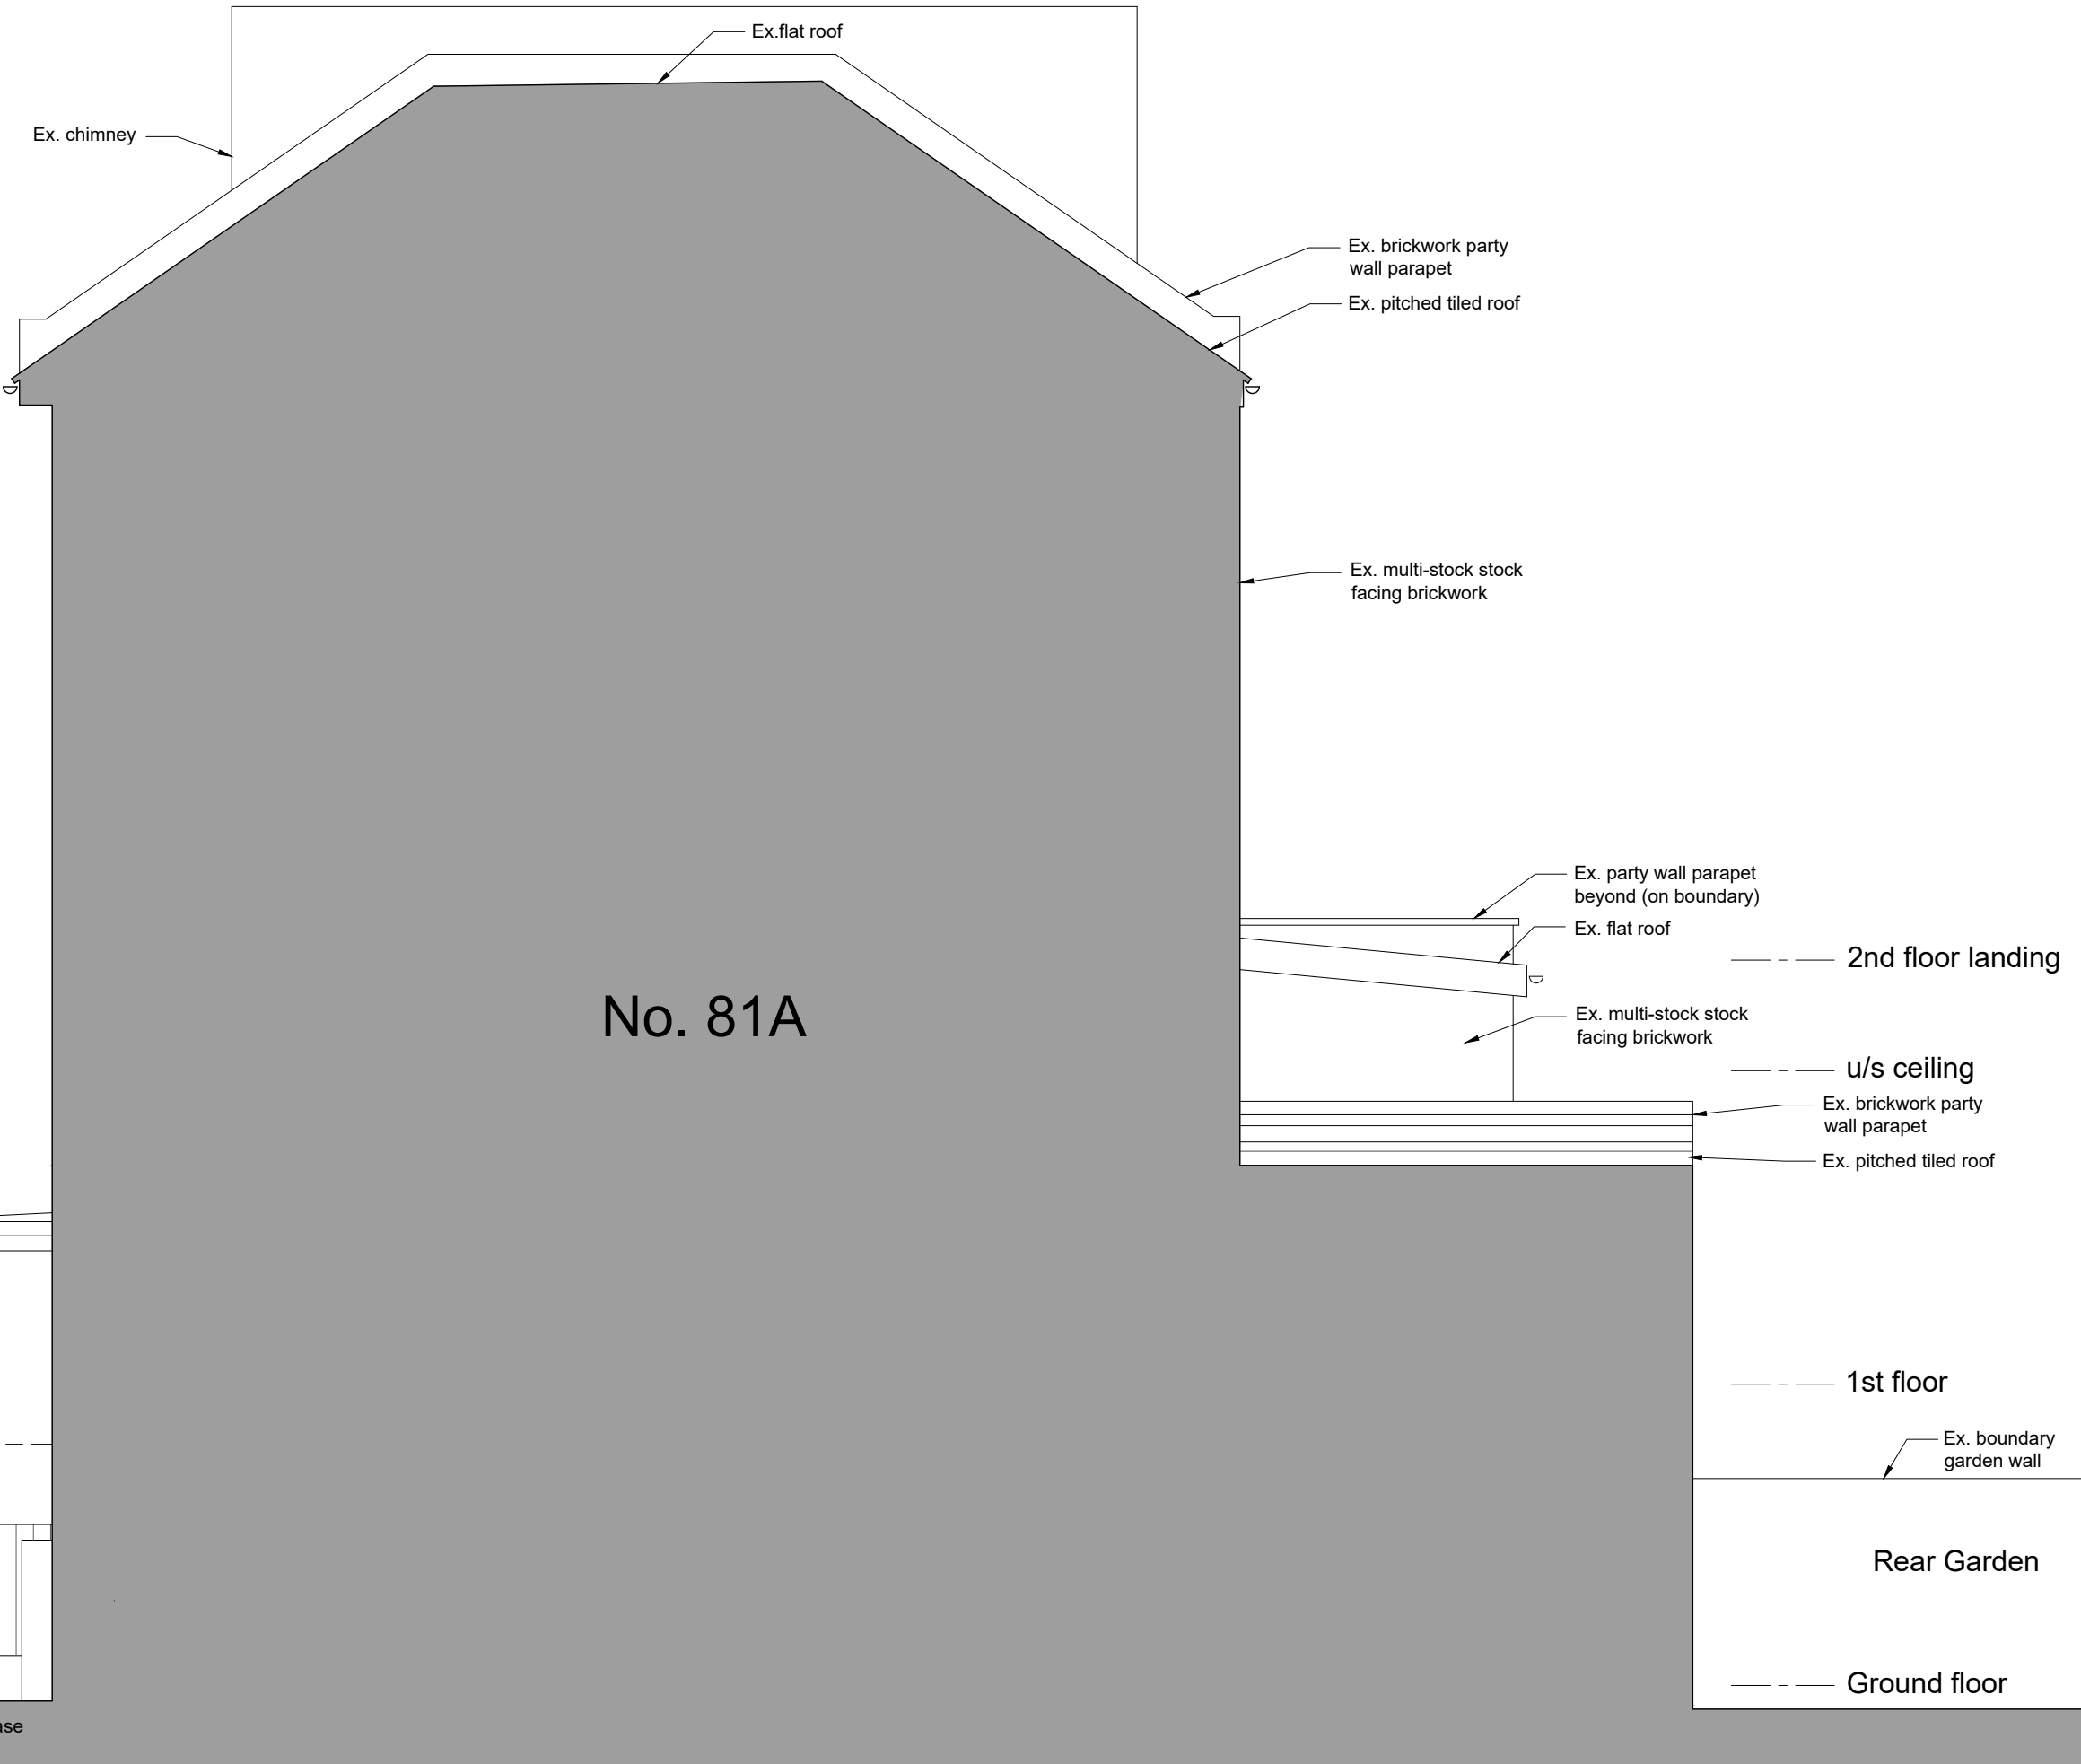 Ex.flat roof
Ex. chimney
Ex. brickwork party
wall parapet
Ex. pitched tiled roof
Ex. multi-stock stock
facing brickwork
Ex. party wall parapet
beyond (on boundary)
Ex. flat roof
2nd floor landing
No. 81A
Ex. multi-stock stock
facing brickwork
u/s ceiling
Ex. brickwork party
wall parapet
Ex. pitched tiled roof
1st floor
Ex. boundary
garden wall
Rear Garden
Ground floor